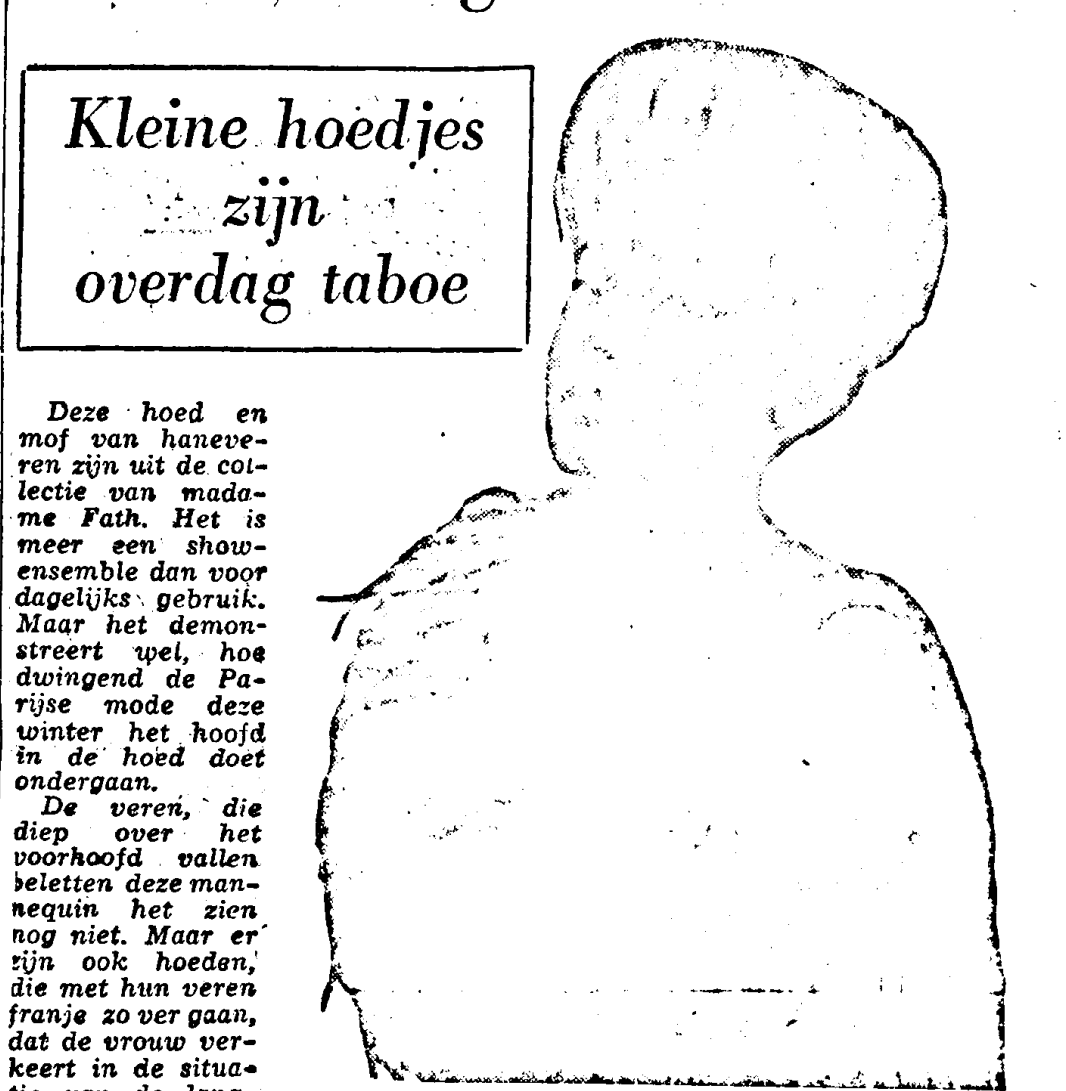 Kleine hoedjes
zijn
overdag taboe
Deze hoed en
mof van haneve-
ren zijn uit de col-
lectie van mada-
me Fath. Het is
meer een show-
ensemble dan voor
dagelijks gebruik.
Maar het demon-
streert wel, hoe
dwingend de Pa-
rijse mode deze
winter het hoofd
in de hoed doet
ondergaan.
De veren, die
diep over het
voorhoofd vallen
beletten deze man-
nequin het zien
nog niet. Maar er
zijn ook hoeden,
die met hun veren
franje zo ver gaan,
dat de vrouw ver-
keert in de situa-